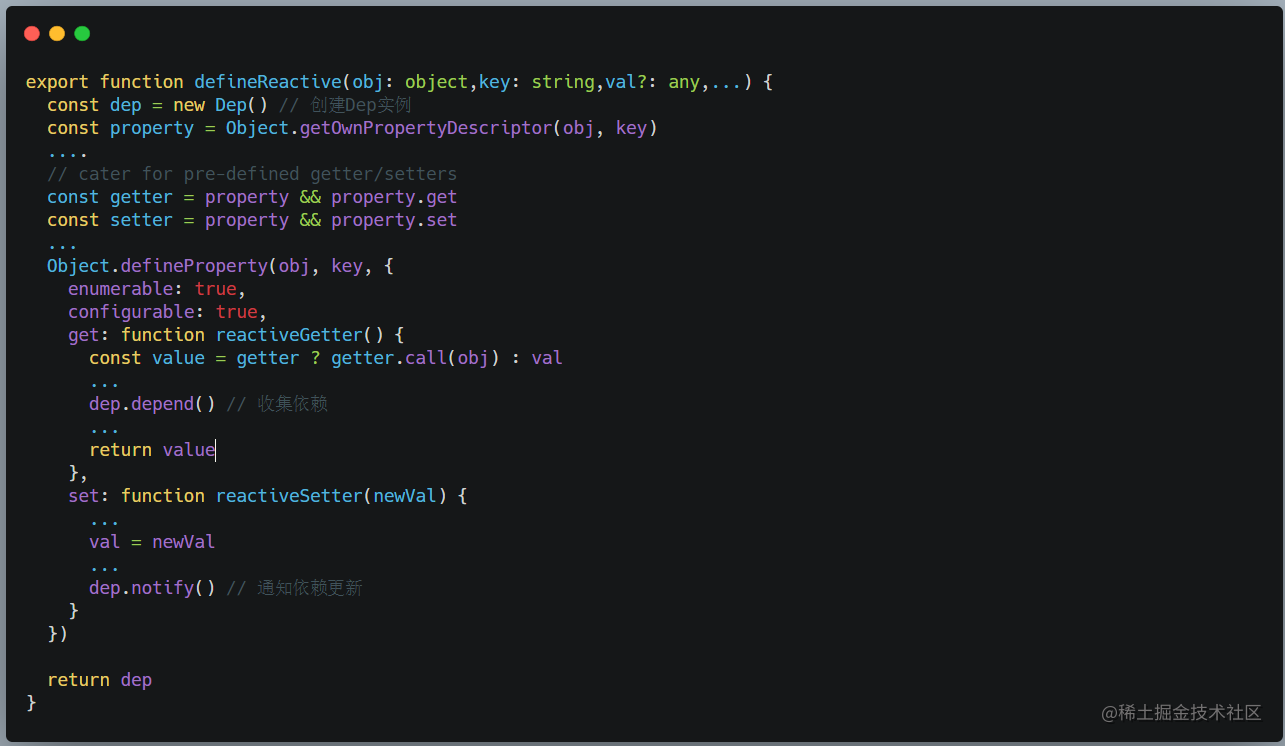 export function defineReactive(obj: object,key: string,val?: any,...) {
  const dep = new Dep() // 创建Dep实例
  const property = Object.getOwnPropertyDescriptor(obj, key)
  ....
  // cater for pre-defined getter/setters
  const getter = property && property.get
  const setter = property && property.set
  ...
  Object.defineProperty(obj, key, {
    enumerable: true,
    configurable: true,
    get: function reactiveGetter() {
      const value = getter ? getter.call(obj) : val
      ...
      dep.depend() // 收集依赖
      ...
      return value
    },
    set: function reactiveSetter(newVal) {
      ...
      val = newVal
      ...
      dep.notify() // 通知依赖更新
    }
  })

  return dep
}
@稀土掘金技术社区